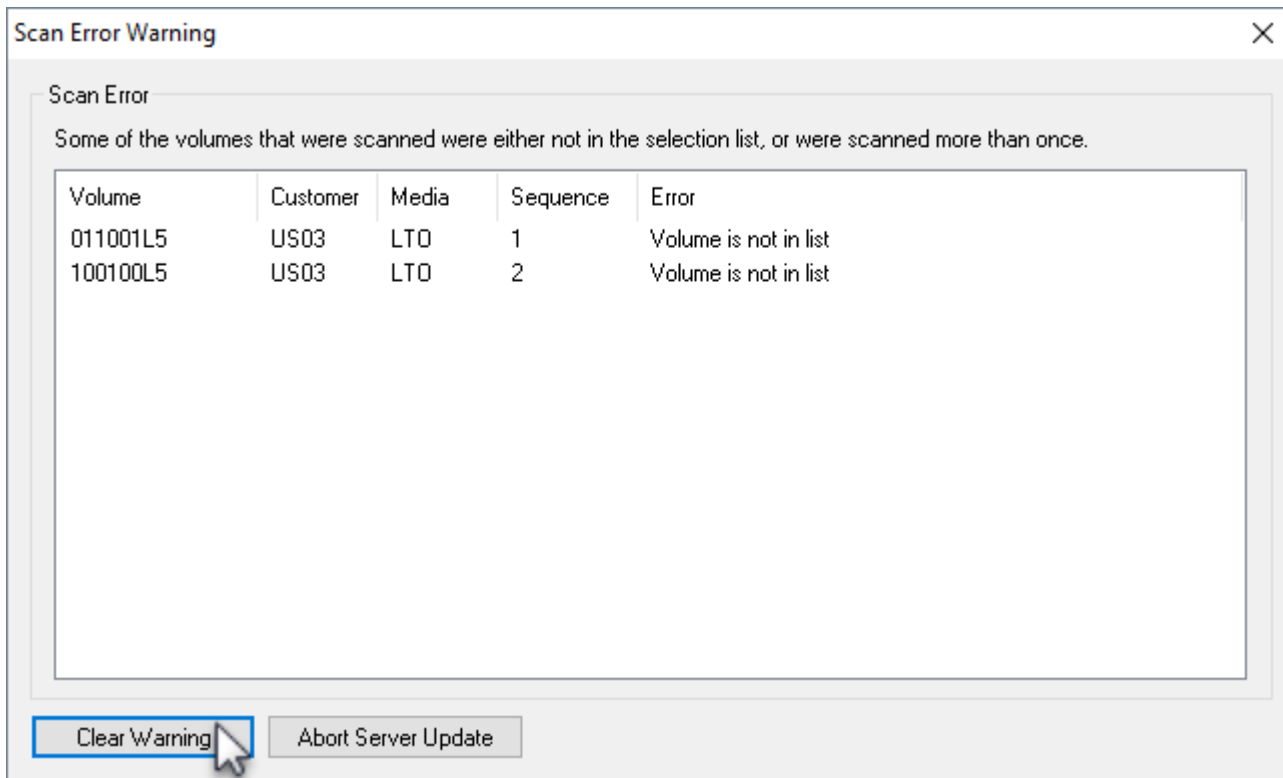 Scan Error Warning
Scan Error
Some of the volumes that were scanned were either not in the selection list, or were scanned more than once.
Volume Customer Media Sequence Error
011001L5 US03 LTO 1 Volume is not in list
100100L5 US03 LTO 2 Volume is not in list
Clear Warning Abort Server Update